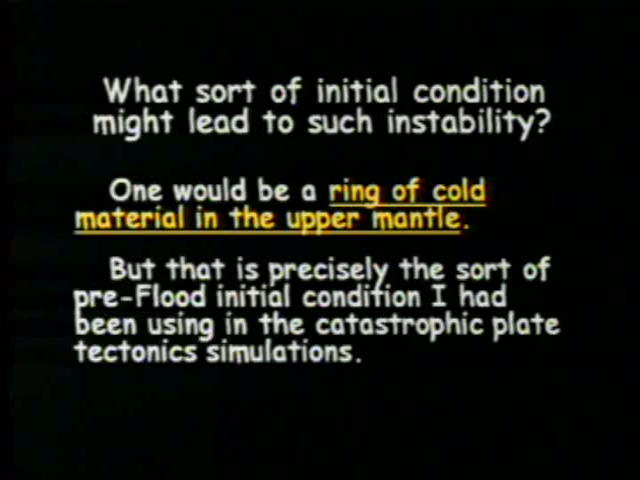 What sort of initial condition
might lead to such instability?
One would be a ring of cold
material in the upper mantle.
But that is precisely the sort of
pre-Flood initial condition I had
been using in the catastrophic plate
tectonics simulations.